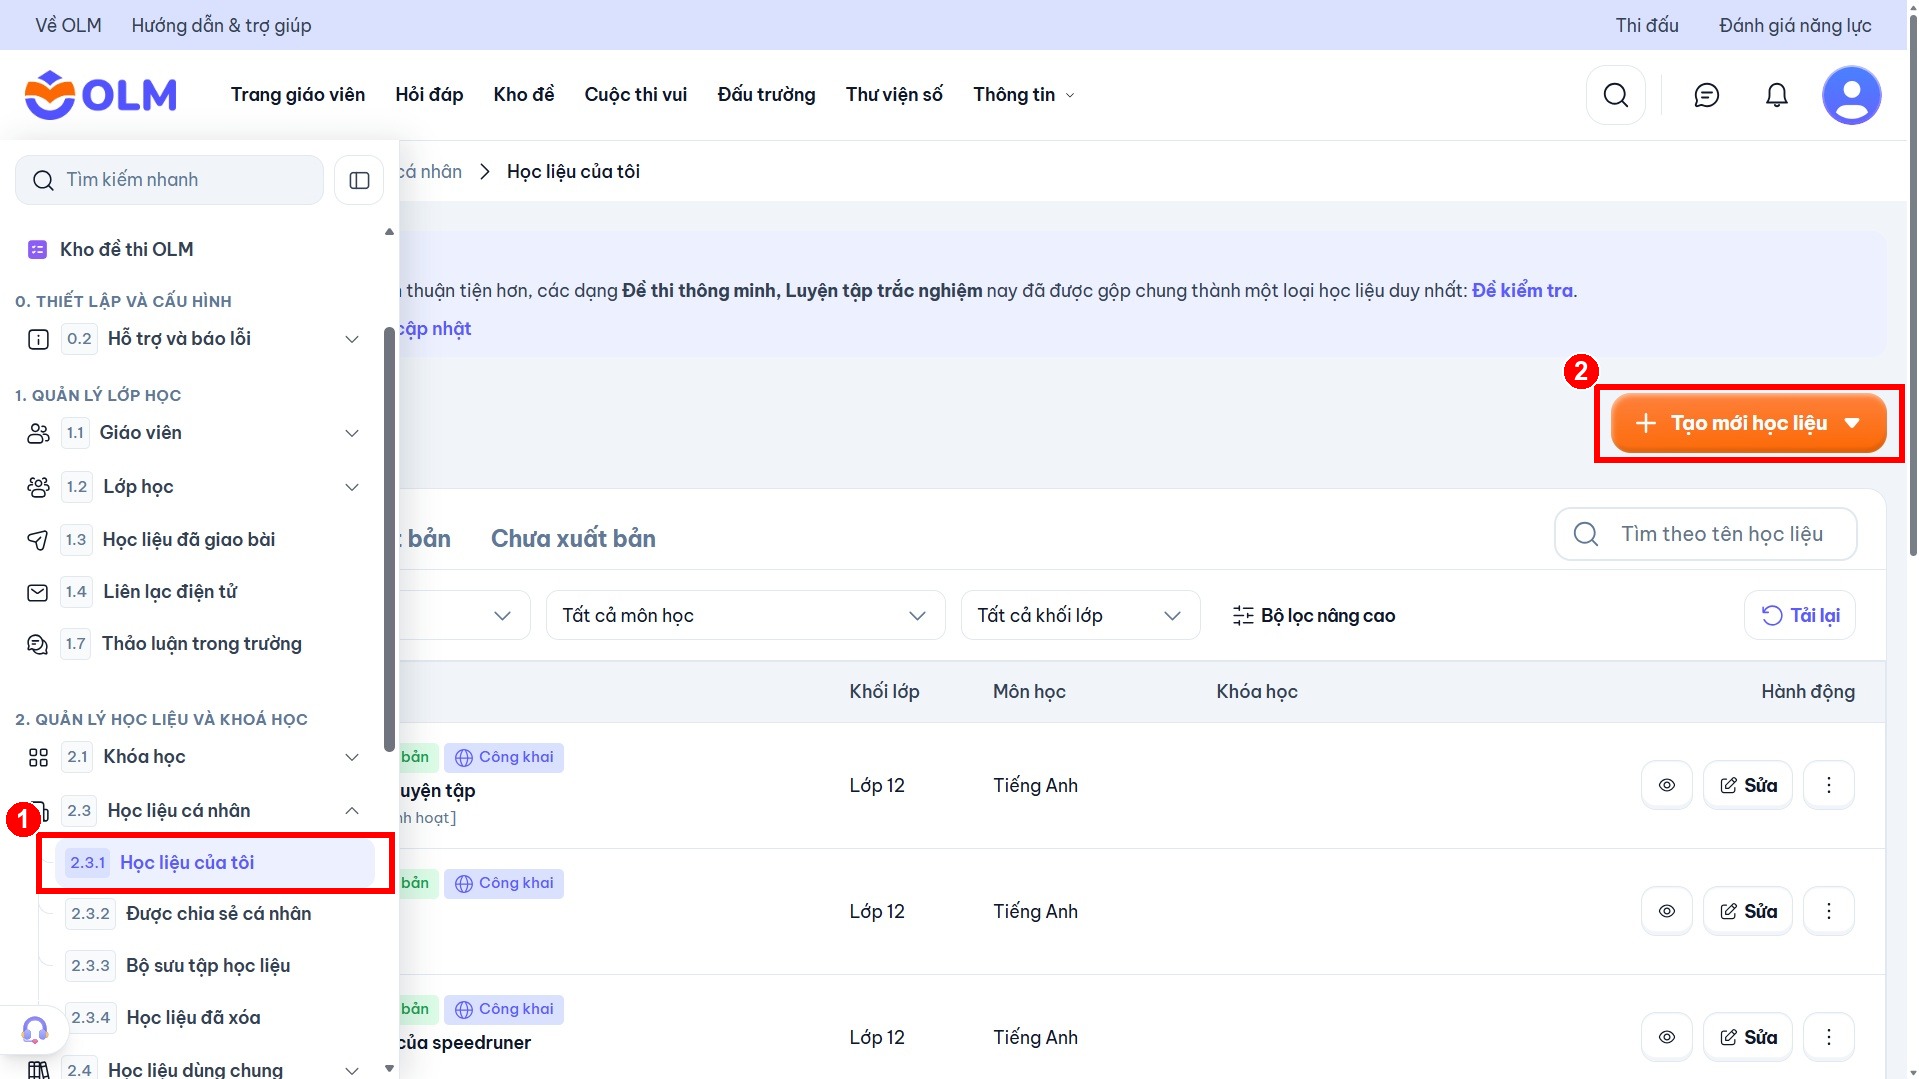 Về OLM
Hướng dẫn & trợ giúp
Thi đấu
Đánh giá năng lực
OLM
Trang giáo viên
Hỏi đáp
Kho đề
Cuộc thi vui
Đấu trường
Thư viện số
Thông tin
Tìm kiếm nhanh
cá nhân
Học liệu của tôi
Kho đề thi OLM
0. THIẾT LẬP VÀ CẤU HÌNH
0.2 Hỗ trợ và báo lỗi
1. QUẢN LÝ LỚP HỌC
1.1 Giáo viên
1.2 Lớp học
1.3 Học liệu đã giao bài
1.4 Liên lạc điện tử
1.7 Thảo luận trong trường
2. QUẢN LÝ HỌC LIỆU VÀ KHOÁ HỌC
2.1 Khóa học
1
2.3 Học liệu cá nhân
2.3.1 Học liệu của tôi
2.3.2 Được chia sẻ cá nhân
2.3.3 Bộ sưu tập học liệu
2.3.4 Học liệu đã xóa
2.4 Học liệu dùng chung
thuận tiện hơn, các dạng Đề thi thông minh, Luyện tập trắc nghiệm nay đã được gộp chung thành một loại học liệu duy nhất: Đề kiểm tra.
cập nhật
2
Tạo mới học liệu
bản
Chưa xuất bản
Tìm theo tên học liệu
Tất cả môn học
Tất cả khối lớp
Bộ lọc nâng cao
Tải lại
Khối lớp
Môn học
Khóa học
Hành động
bản
Công khai
uyện tập
nh hoạt]
Lớp 12
Tiếng Anh
Sửa
bản
Công khai
Lớp 12
Tiếng Anh
Sửa
bản
Công khai
của speedruner
Lớp 12
Tiếng Anh
Sửa